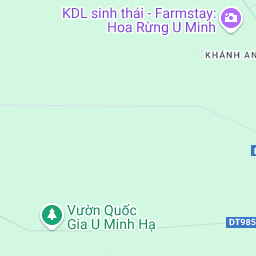 KDL sinh thái - Farmstay:
Hoa Rừng U Minh
KHÁNH AN
Vườn Quốc
Gia U Minh Hạ
DT985